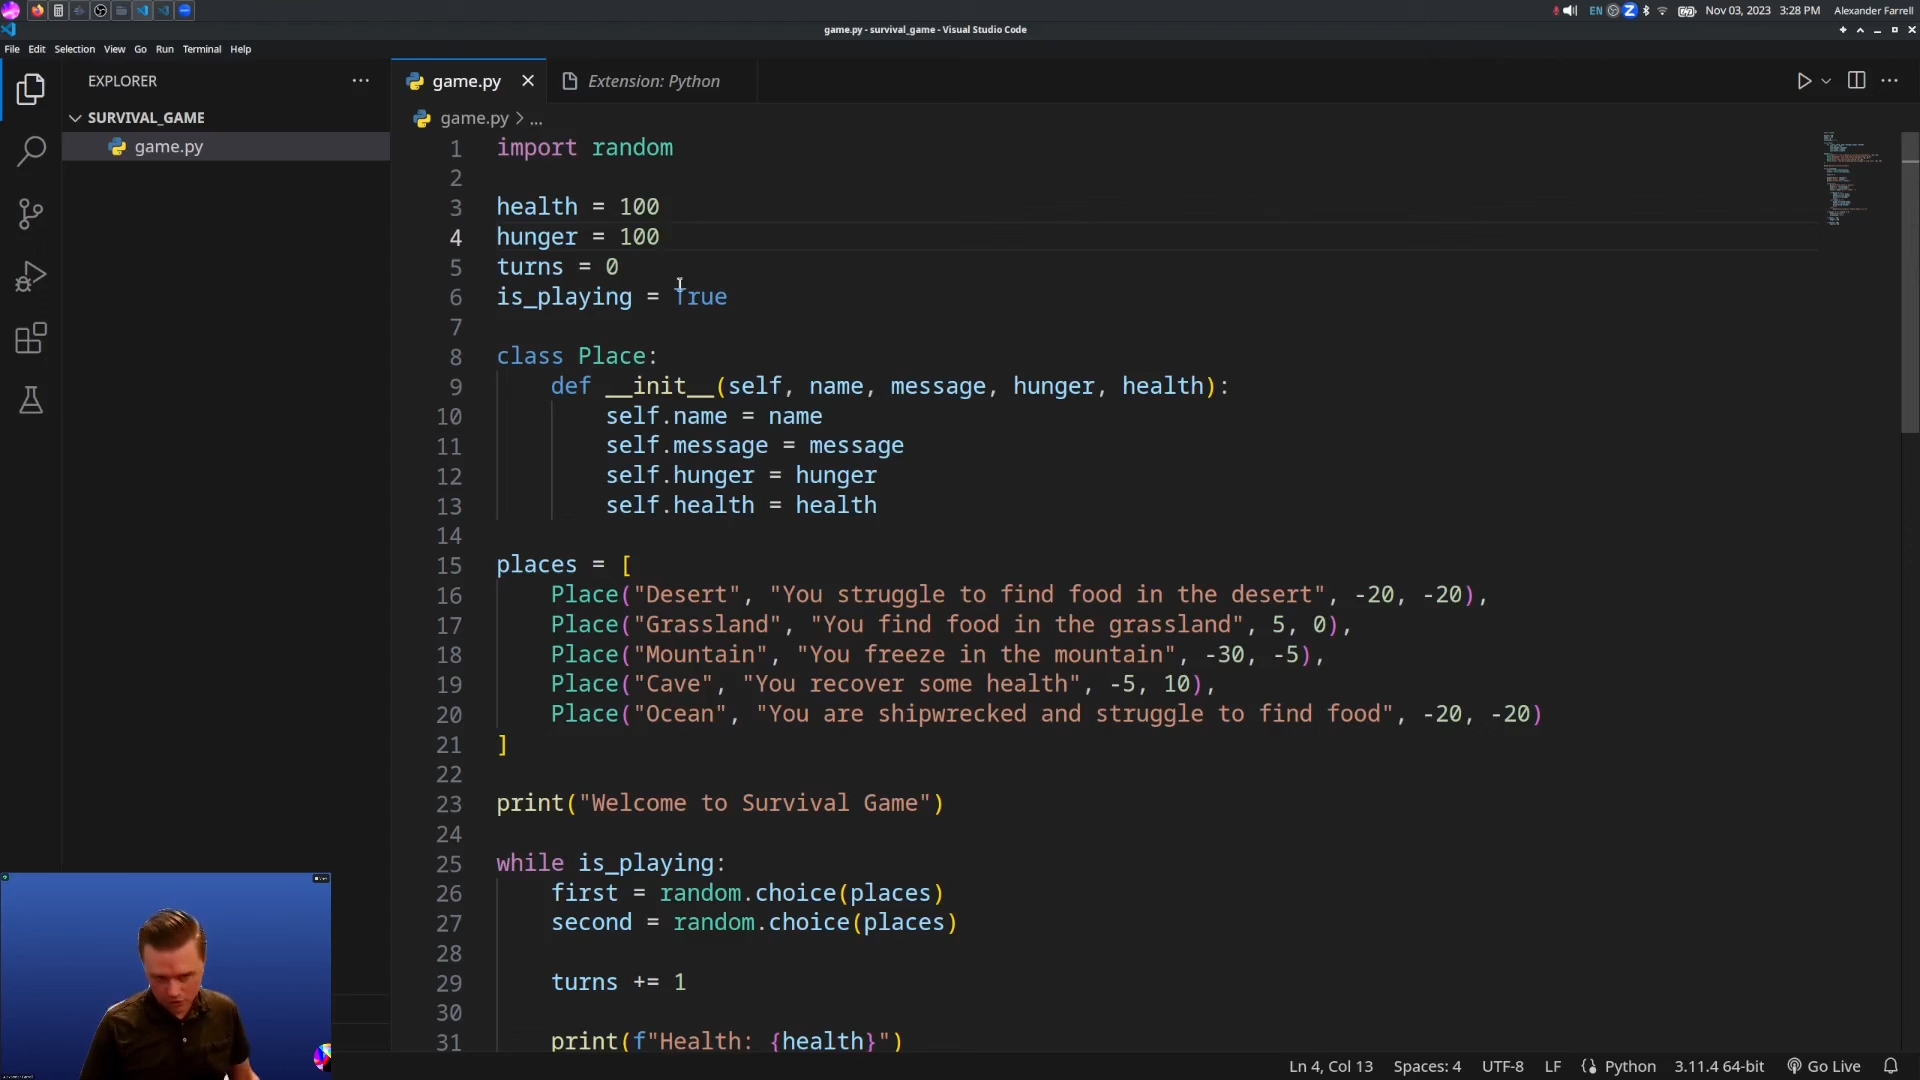 EN
Nov 03, 2023 3:28 PM Alexander Farrell
game.py - survival_game - Visual Studio Code
File Edit Selection View Go Run Terminal Help
EXPLORER
SURVIVAL_GAME
game.py
game.py Extension: Python
game.py > ...
1 import random
2
3 health = 100
4 hunger = 100
5 turns = 0
6 is_playing = True
7
8 class Place:
9 def __init__(self, name, message, hunger, health):
10 self.name = name
11 self.message = message
12 self.hunger = hunger
13 self.health = health
14
15 places = [
16 Place("Desert", "You struggle to find food in the desert", -20, -20),
17 Place("Grassland", "You find food in the grassland", 5, 0),
18 Place("Mountain", "You freeze in the mountain", -30, -5),
19 Place("Cave", "You recover some health", -5, 10),
20 Place("Ocean", "You are shipwrecked and struggle to find food", -20, -20)
21 ]
22
23 print("Welcome to Survival Game")
24
25 while is_playing:
26 first = random.choice(places)
27 second = random.choice(places)
28
29 turns += 1
30
31 print(f"Health: {health}")
Ln 4, Col 13 Spaces: 4 UTF-8 LF Python 3.11.4 64-bit Go Live